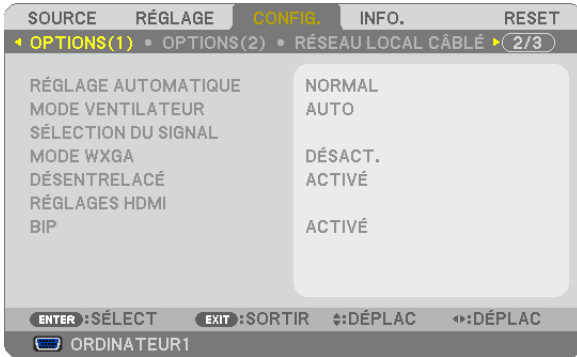 SOURCE RÉGLAGE CONFIG. INFO. RESET
OPTIONS(1) • OPTIONS(2) • RÉSEAU LOCAL CÂBLÉ 2/3
RÉGLAGE AUTOMATIQUE NORMAL
MODE VENTILATEUR AUTO
SÉLECTION DU SIGNAL
MODE WXGA DÉSACT.
DÉSENTRELACÉ ACTIVÉ
RÉGLAGES HDMI
BIP ACTIVÉ
ENTER :SÉLECT EXIT :SORTIR :DÉPLAC :DÉPLAC
ORDINATEUR1